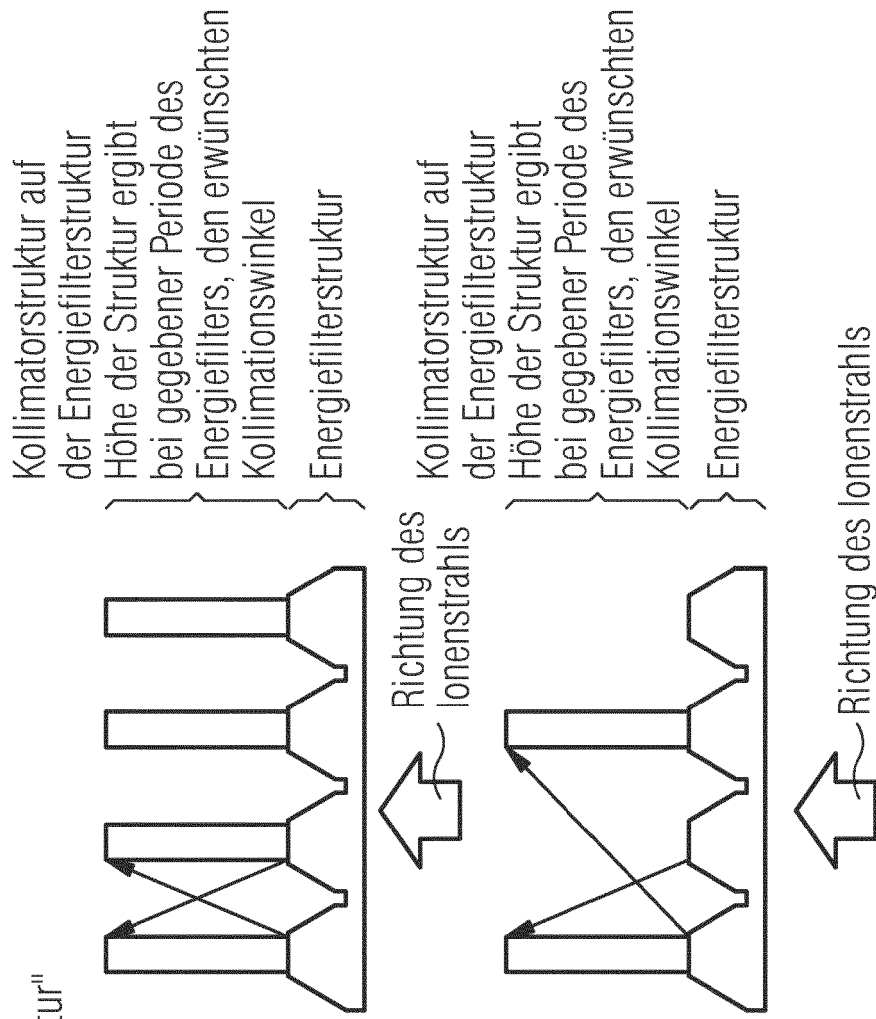 tur"
Kollimatorstruktur auf
der Energiefilterstruktur
Höhe der Struktur ergibt
bei gegebener Periode des
Energiefilters, den erwünschten
Kollimationswinkel
Energiefilterstruktur
Richtung des
Ionenstrahls
Kollimatorstruktur auf
der Energiefilterstruktur
Höhe der Struktur ergibt
bei gegebener Periode des
Energiefilters, den erwünschten
Kollimationswinkel
Energiefilterstruktur
Richtung des Ionenstrahls